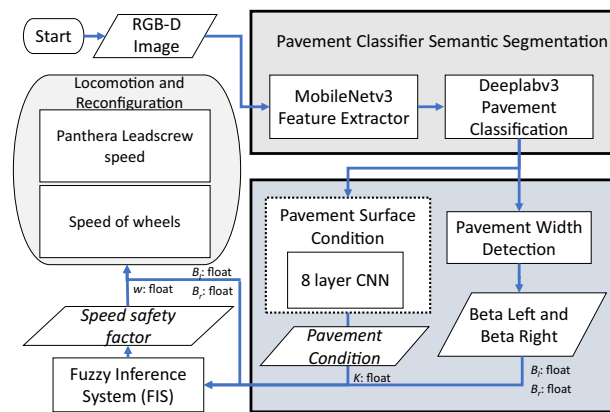 Start
RGB-D
Image
Pavement Classifier Semantic Segmentation
MobileNetv3
Feature Extractor
Deeplabv3
Pavement
Classification
Locomotion and
Reconfiguration
Panthera Leadscrew
speed
Speed of wheels
Pavement Surface
Condition
8 layer CNN
Pavement Width
Detection
Pavement
Condition
Beta Left and
Beta Right
K: float
Bₗ: float
Bᵣ: float
w: float
Bₗ: float
Bᵣ: float
Speed safety
factor
Fuzzy Inference
System (FIS)